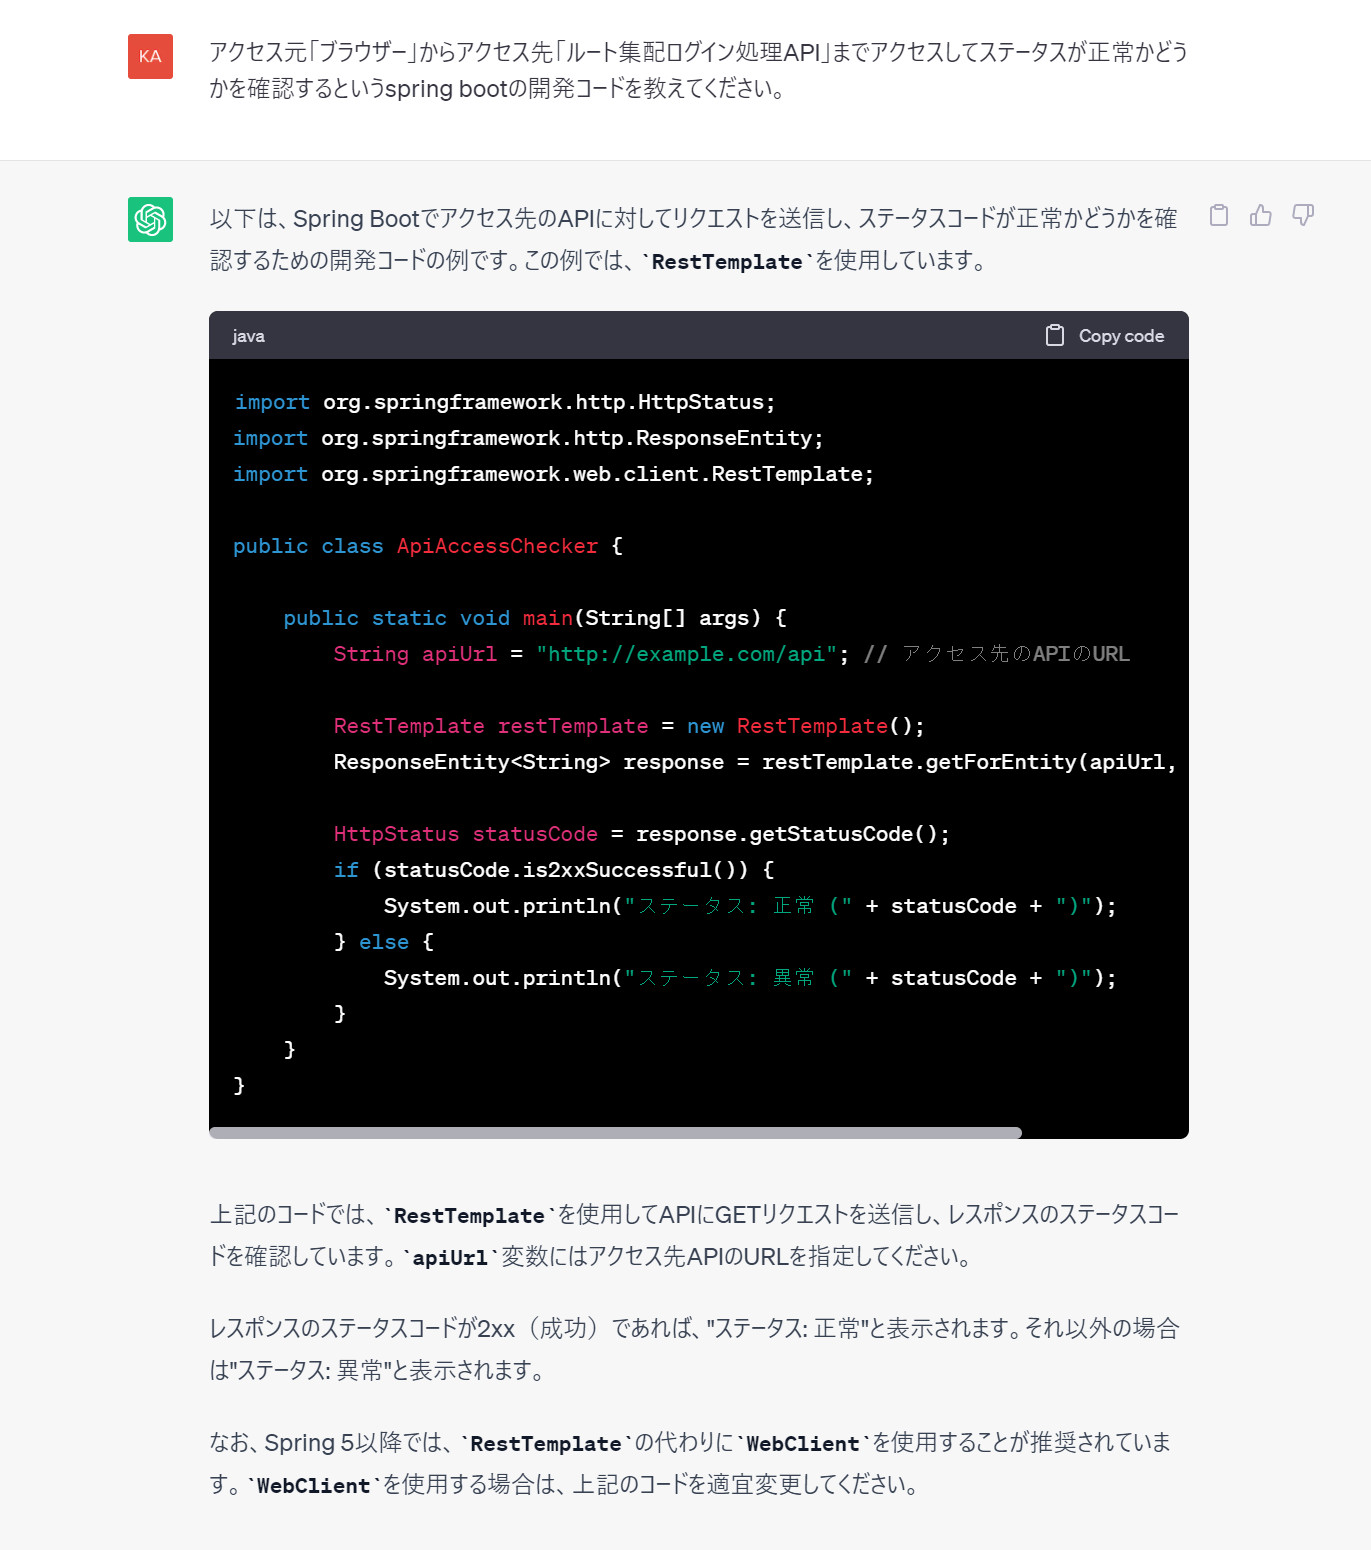 KA
アクセス元「ブラウザー」からアクセス先「ルート集配ログイン処理API」までアクセスしてステータスが正常かどう
かを確認するというspring bootの開発コードを教えてください。
以下は、Spring Bootでアクセス先のAPIに対してリクエストを送信し、ステータスコードが正常かどうかを確
認するための開発コードの例です。この例では、`RestTemplate`を使用しています。
java
Copy code
import org.springframework.http.HttpStatus;
import org.springframework.http.ResponseEntity;
import org.springframework.web.client.RestTemplate;
public class ApiAccessChecker {
    public static void main(String[] args) {
        String apiUrl = "http://example.com/api"; // アクセス先のAPIのURL
        RestTemplate restTemplate = new RestTemplate();
        ResponseEntity<String> response = restTemplate.getForEntity(apiUrl,
        HttpStatus statusCode = response.getStatusCode();
        if (statusCode.is2xxSuccessful()) {
            System.out.println("ステータス: 正常 (" + statusCode + ")");
        } else {
            System.out.println("ステータス: 異常 (" + statusCode + ")");
        }
    }
}
上記のコードでは、`RestTemplate`を使用してAPIにGETリクエストを送信し、レスポンスのステータスコー
ドを確認しています。`apiUrl`変数にはアクセス先APIのURLを指定してください。
レスポンスのステータスコードが2xx（成功）であれば、"ステータス: 正常"と表示されます。それ以外の場合
は"ステータス: 異常"と表示されます。
なお、Spring 5以降では、`RestTemplate`の代わりに`WebClient`を使用することが推奨されていま
す。`WebClient`を使用する場合は、上記のコードを適宜変更してください。